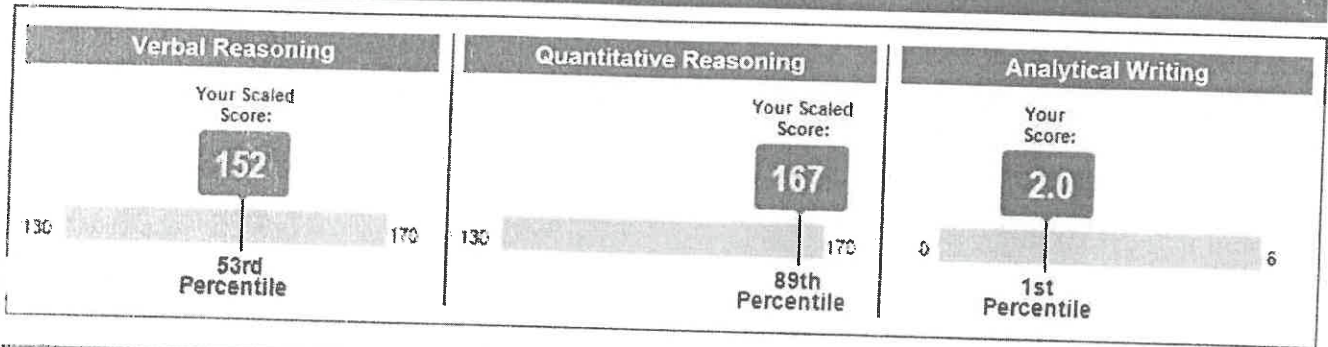 Verbal Reasoning
Your Scaled
Score:
152
130
170
53rd
Percentile
Quantitative Reasoning
Your Scaled
Score:
167
130
170
89th
Percentile
Analytical Writing
Your
Score:
2.0
0
6
1st
Percentile